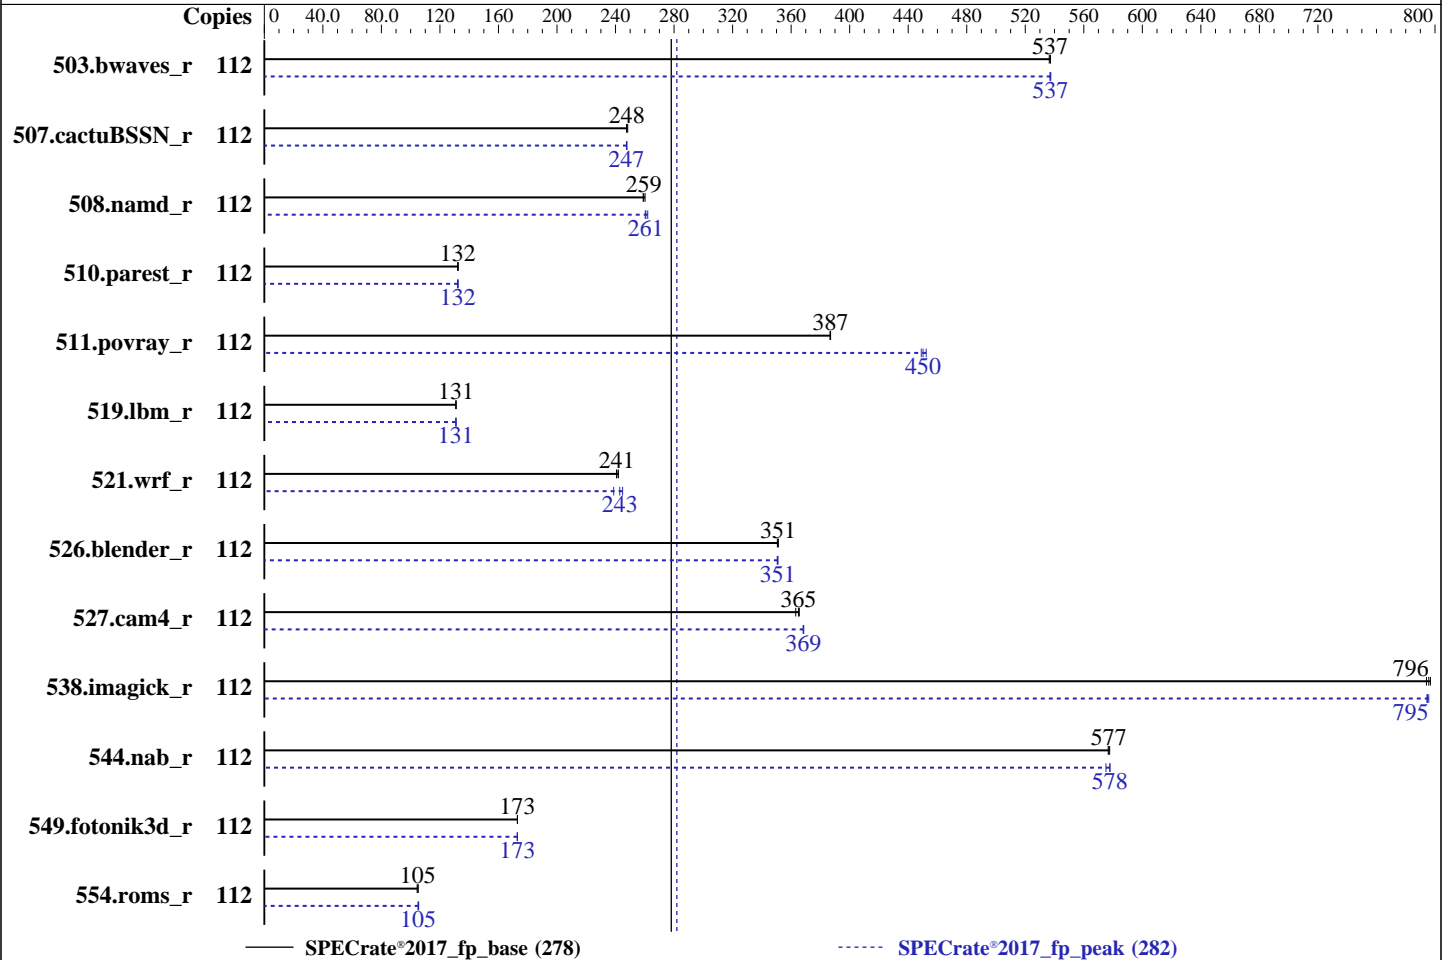 Copies 0 40.0 80.0 120 160 200 240 280 320 360 400 440 480 520 560 600 640 680 720 800
503.bwaves_r 112 537
537
507.cactuBSSN_r 112 248
247
508.namd_r 112 259
261
510.parest_r 112 132
132
511.povray_r 112 387
450
519.lbm_r 112 131
131
521.wrf_r 112 241
243
526.blender_r 112 351
351
527.cam4_r 112 365
369
538.imagick_r 112 796
795
544.nab_r 112 577
578
549.fotonik3d_r 112 173
173
554.roms_r 112 105
105
SPECrate®2017_fp_base (278) SPECrate®2017_fp_peak (282)